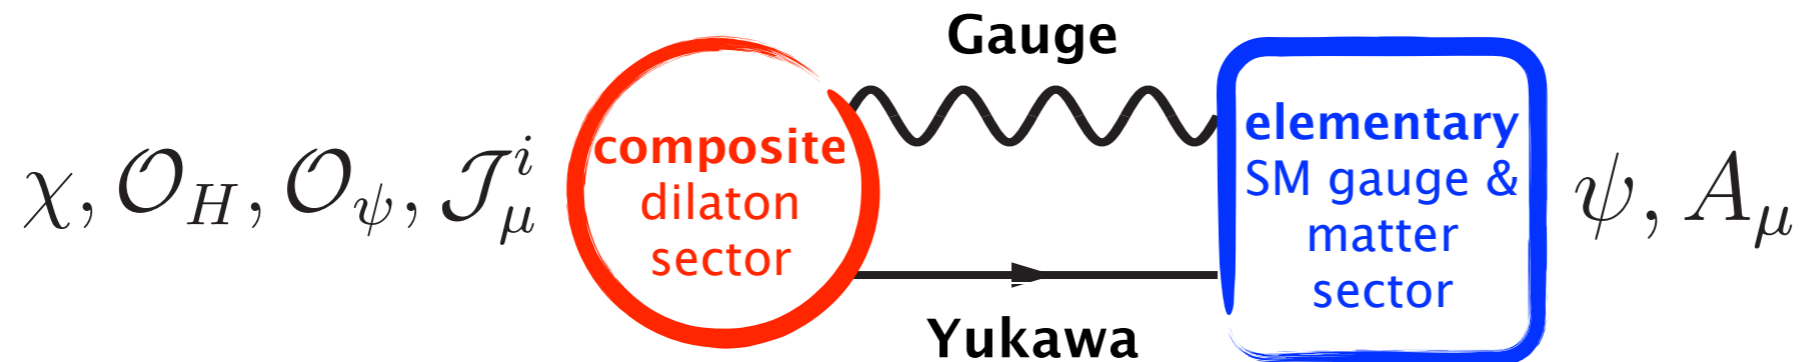 Gauge
χ, 𝒪_H, 𝒪_ψ, 𝒥^i_μ
composite
dilaton
sector
elementary
SM gauge &
matter
sector
ψ, A_μ
Yukawa